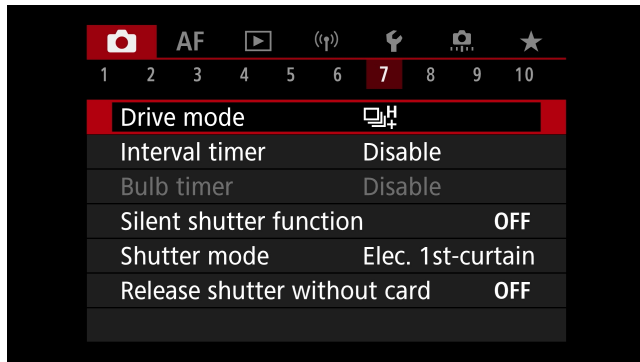 AF
1 2 3 4 5 6 7 8 9 10
Drive mode H+
Interval timer Disable
Bulb timer Disable
Silent shutter function OFF
Shutter mode Elec. 1st-curtain
Release shutter without card OFF